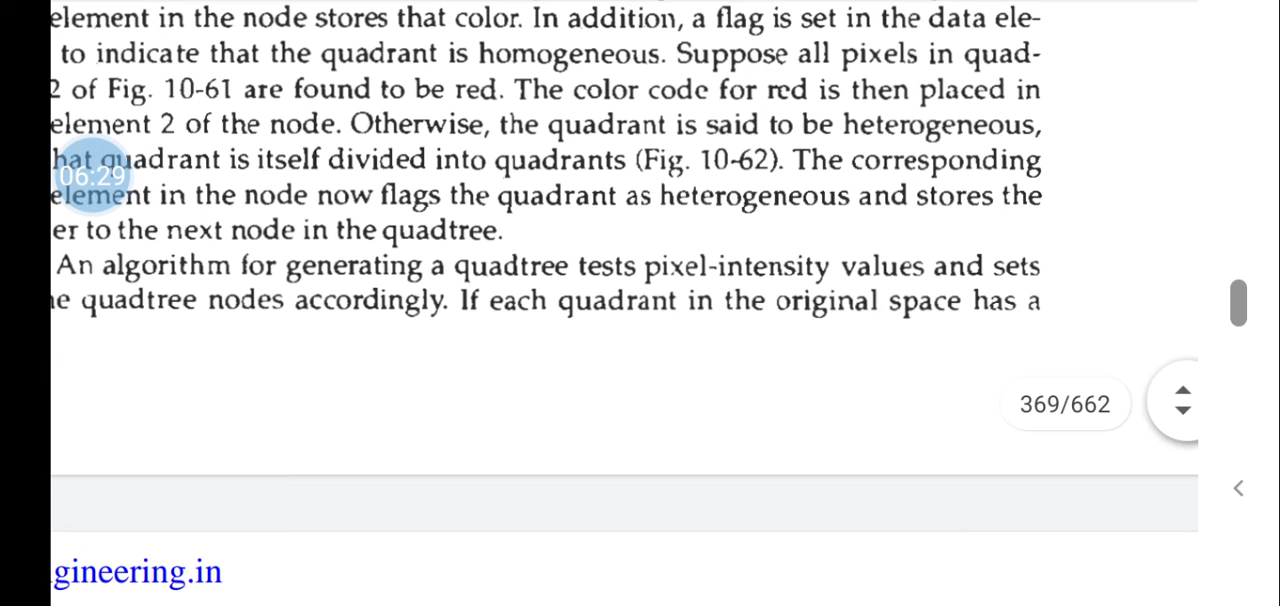 element in the node stores that color. In addition, a flag is set in the data ele-
to indicate that the quadrant is homogeneous. Suppose all pixels in quad-
2 of Fig. 10-61 are found to be red. The color code for red is then placed in
element 2 of the node. Otherwise, the quadrant is said to be heterogeneous,
hat quadrant is itself divided into quadrants (Fig. 10-62). The corresponding
06:29
element in the node now flags the quadrant as heterogeneous and stores the
er to the next node in the quadtree.
An algorithm for generating a quadtree tests pixel-intensity values and sets
e quadtree nodes accordingly. If each quadrant in the original space has a
369/662
gineering.in